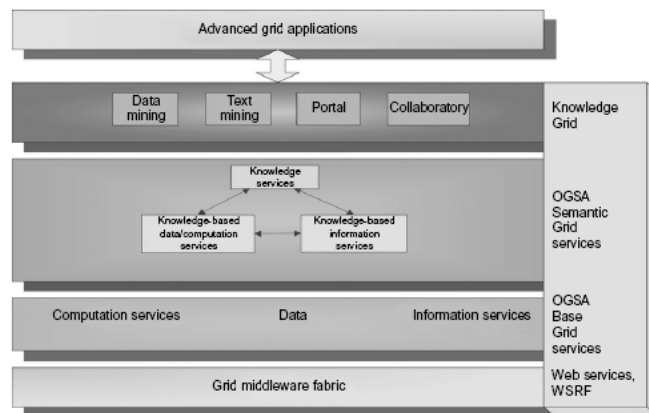 Advanced grid applications
Data
mining
Text
mining
Portal
Collaboratory
Knowledge
Grid
Knowledge
services
Knowledge-based
data/computation
services
Knowledge-based
information
services
OGSA
Semantic
Grid
services
Computation services
Data
Information services
OGSA
Base
Grid
services
Grid middleware fabric
Web services,
WSRF